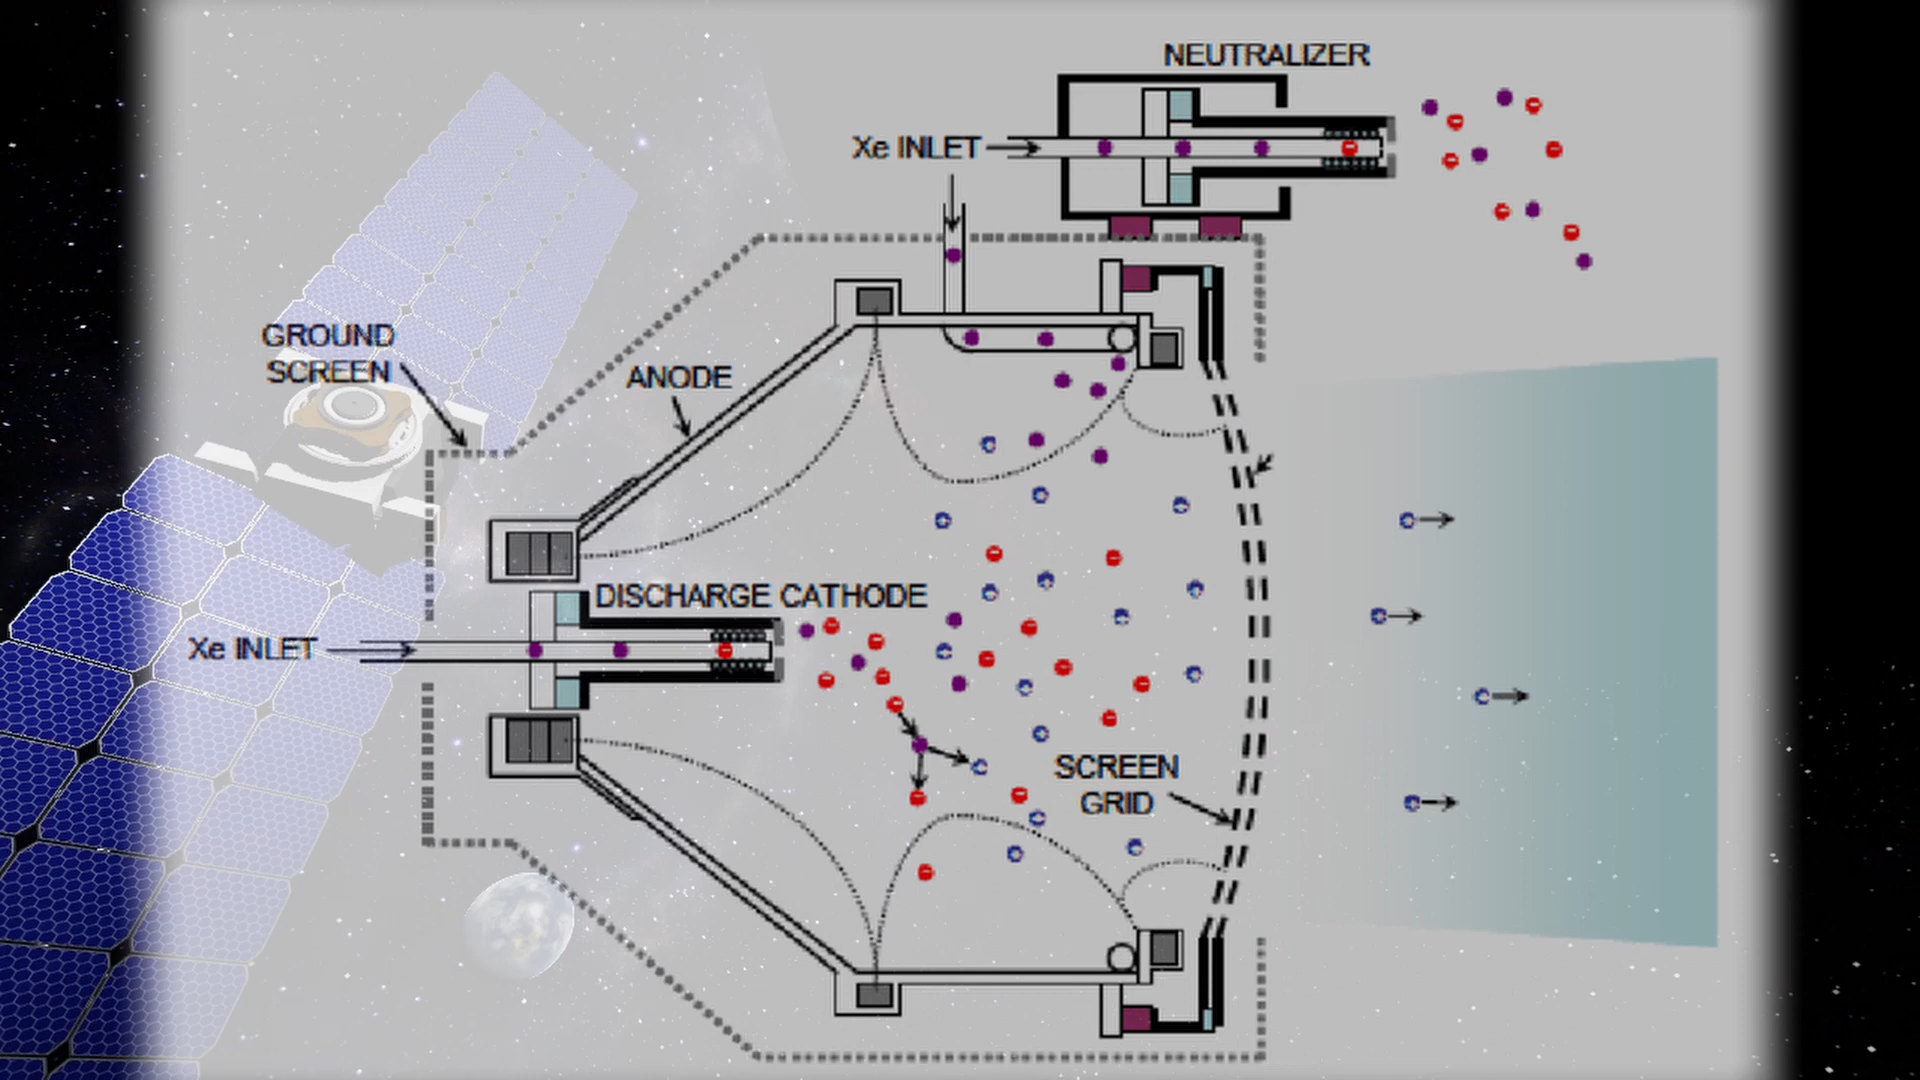 NEUTRALIZER
Xe INLET
GROUND
SCREEN
ANODE
DISCHARGE CATHODE
Xe INLET
SCREEN
GRID